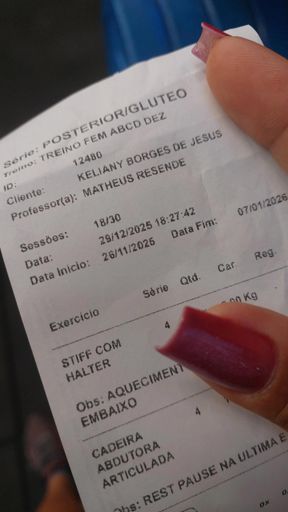 Série: POSTERIOR/GLUTEO
Treino: TREINO FEM ABCD DEZ
ID: 12480
Cliente: KELIANY BORGES DE JESUS
Professor(a): MATHEUS RESENDE
Sessões: 18/30
Data: 29/12/2025 18:27:42
Data Início: 26/11/2025 Data Fim: 07/01/2026
Exercício Série Qtd. Car. Reg.
STIFF COM 4 Kg
HALTER
Obs: AQUECIMENT
EMBAIXO
CADEIRA 4
ABDUTORA
ARTICULADA
Obs: REST PAUSE NA ULTIMA E